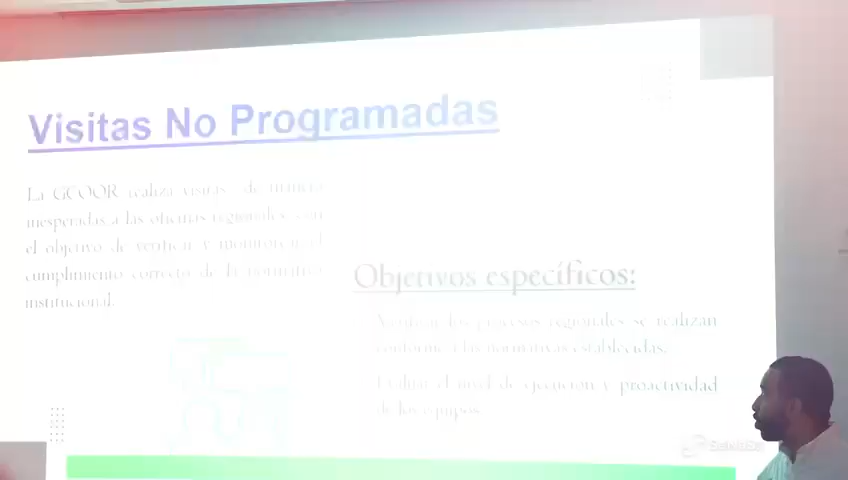 Visitas No Programadas
La GCOOR realiza visitas de manera
inesperadas a las oficinas regionales, con
el objetivo de verificar y monitorear el
cumplimiento correcto de la normativa
institucional.
Objetivos específicos:
Verificar los procesos regionales se realizan
conforme a las normativas establecidas.
Evaluar el nivel de ejecución y proactividad
de los equipos